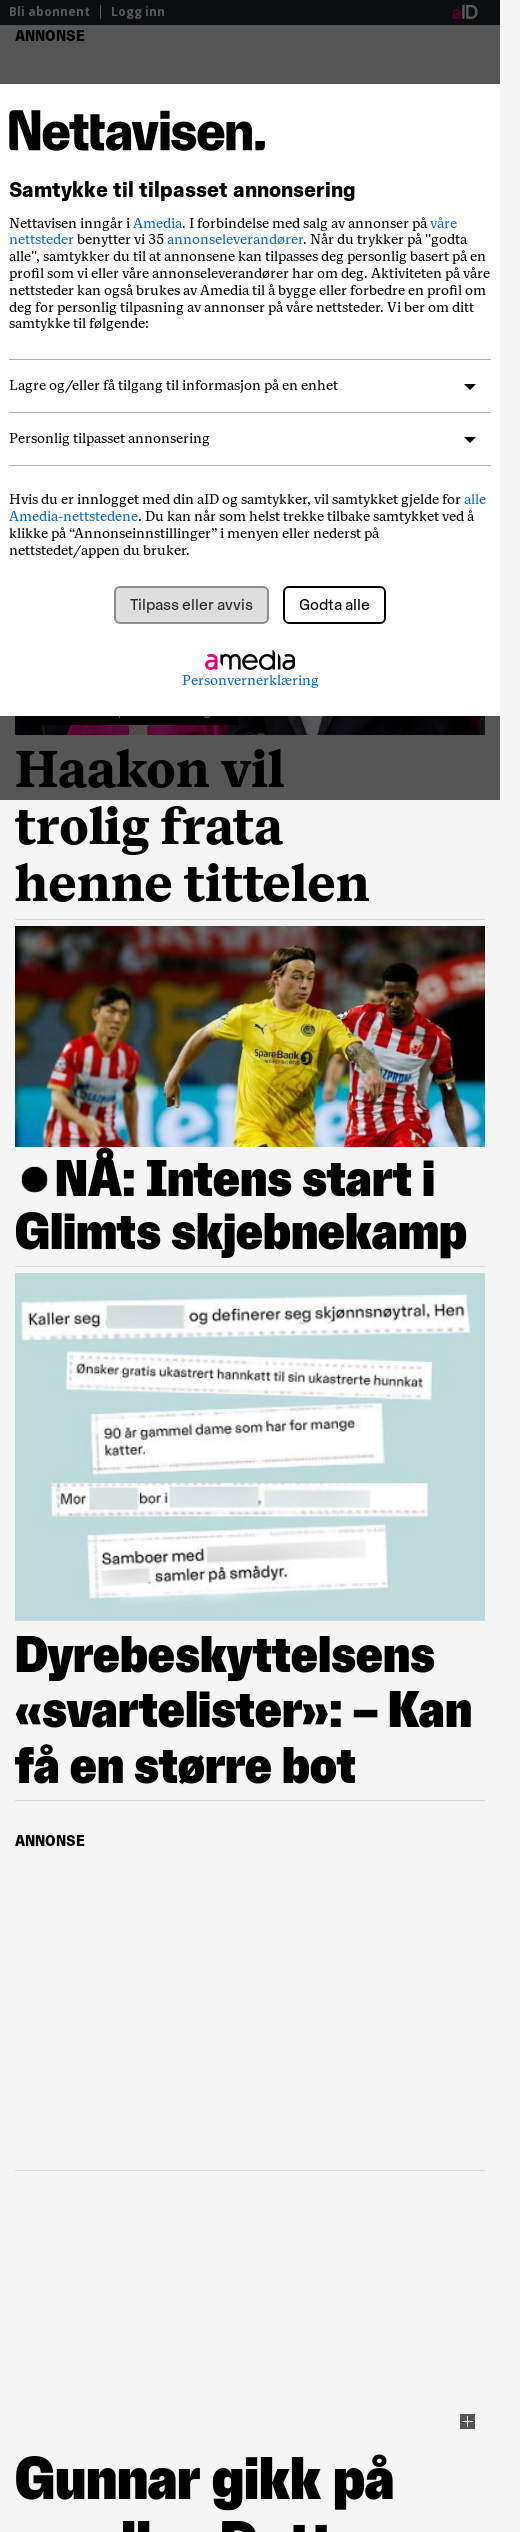 Bli abonnent | Logg inn
aID
ANNONSE
Nettavisen.
Samtykke til tilpasset annonsering
Nettavisen inngår i Amedia. I forbindelse med salg av annonser på våre
nettsteder benytter vi 35 annonseleverandører. Når du trykker på "godta
alle", samtykker du til at annonsene kan tilpasses deg personlig basert på en
profil som vi eller våre annonseleverandører har om deg. Aktiviteten på våre
nettsteder kan også brukes av Amedia til å bygge eller forbedre en profil om
deg for personlig tilpasning av annonser på våre nettsteder. Vi ber om ditt
samtykke til følgende:
Lagre og/eller få tilgang til informasjon på en enhet
Personlig tilpasset annonsering
Hvis du er innlogget med din aID og samtykker, vil samtykket gjelde for alle
Amedia-nettstedene. Du kan når som helst trekke tilbake samtykket ved å
klikke på “Annonseinnstillinger” i menyen eller nederst på
nettstedet/appen du bruker.
Tilpass eller avvis
Godta alle
amedia
Personvernerklæring
Haakon vil
trolig frata
henne tittelen
SpareBank
GAZPROM
●NÅ: Intens start i
Glimts skjebnekamp
Kaller seg og definerer seg skjønnsnøytral, Hen
Ønsker gratis ukastrert hannkatt til sin ukastrerte hunnkat
90 år gammel dame som har for mange
katter.
Mor bor i ,
Samboer med
, samler på smådyr.
Dyrebeskyttelsens
«svartelister»: – Kan
få en større bot
ANNONSE
Gunnar gikk på